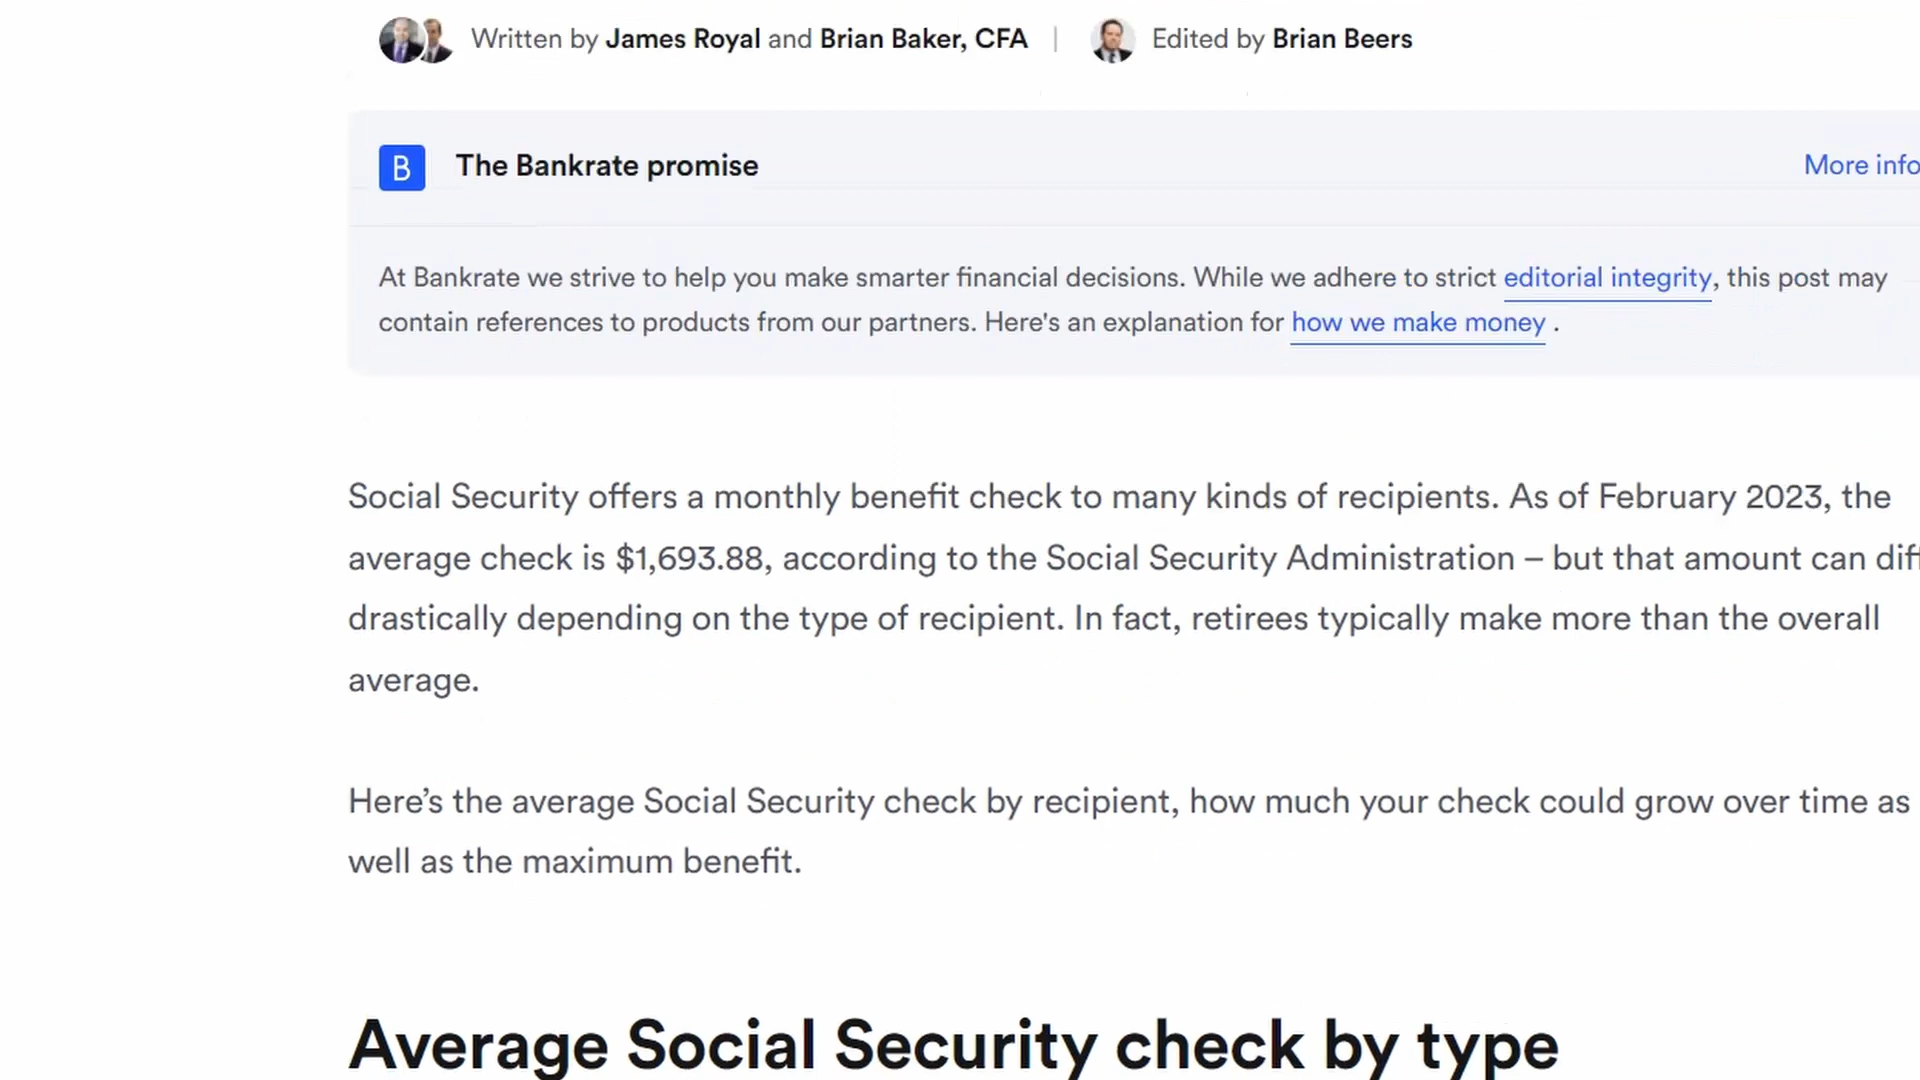 Written by James Royal and Brian Baker, CFA | Edited by Brian Beers
B The Bankrate promise More info
At Bankrate we strive to help you make smarter financial decisions. While we adhere to strict editorial integrity, this post may
contain references to products from our partners. Here's an explanation for how we make money .
Social Security offers a monthly benefit check to many kinds of recipients. As of February 2023, the
average check is $1,693.88, according to the Social Security Administration – but that amount can
drastically depending on the type of recipient. In fact, retirees typically make more than the overall
average.
Here’s the average Social Security check by recipient, how much your check could grow over time as
well as the maximum benefit.
Average Social Security check by type